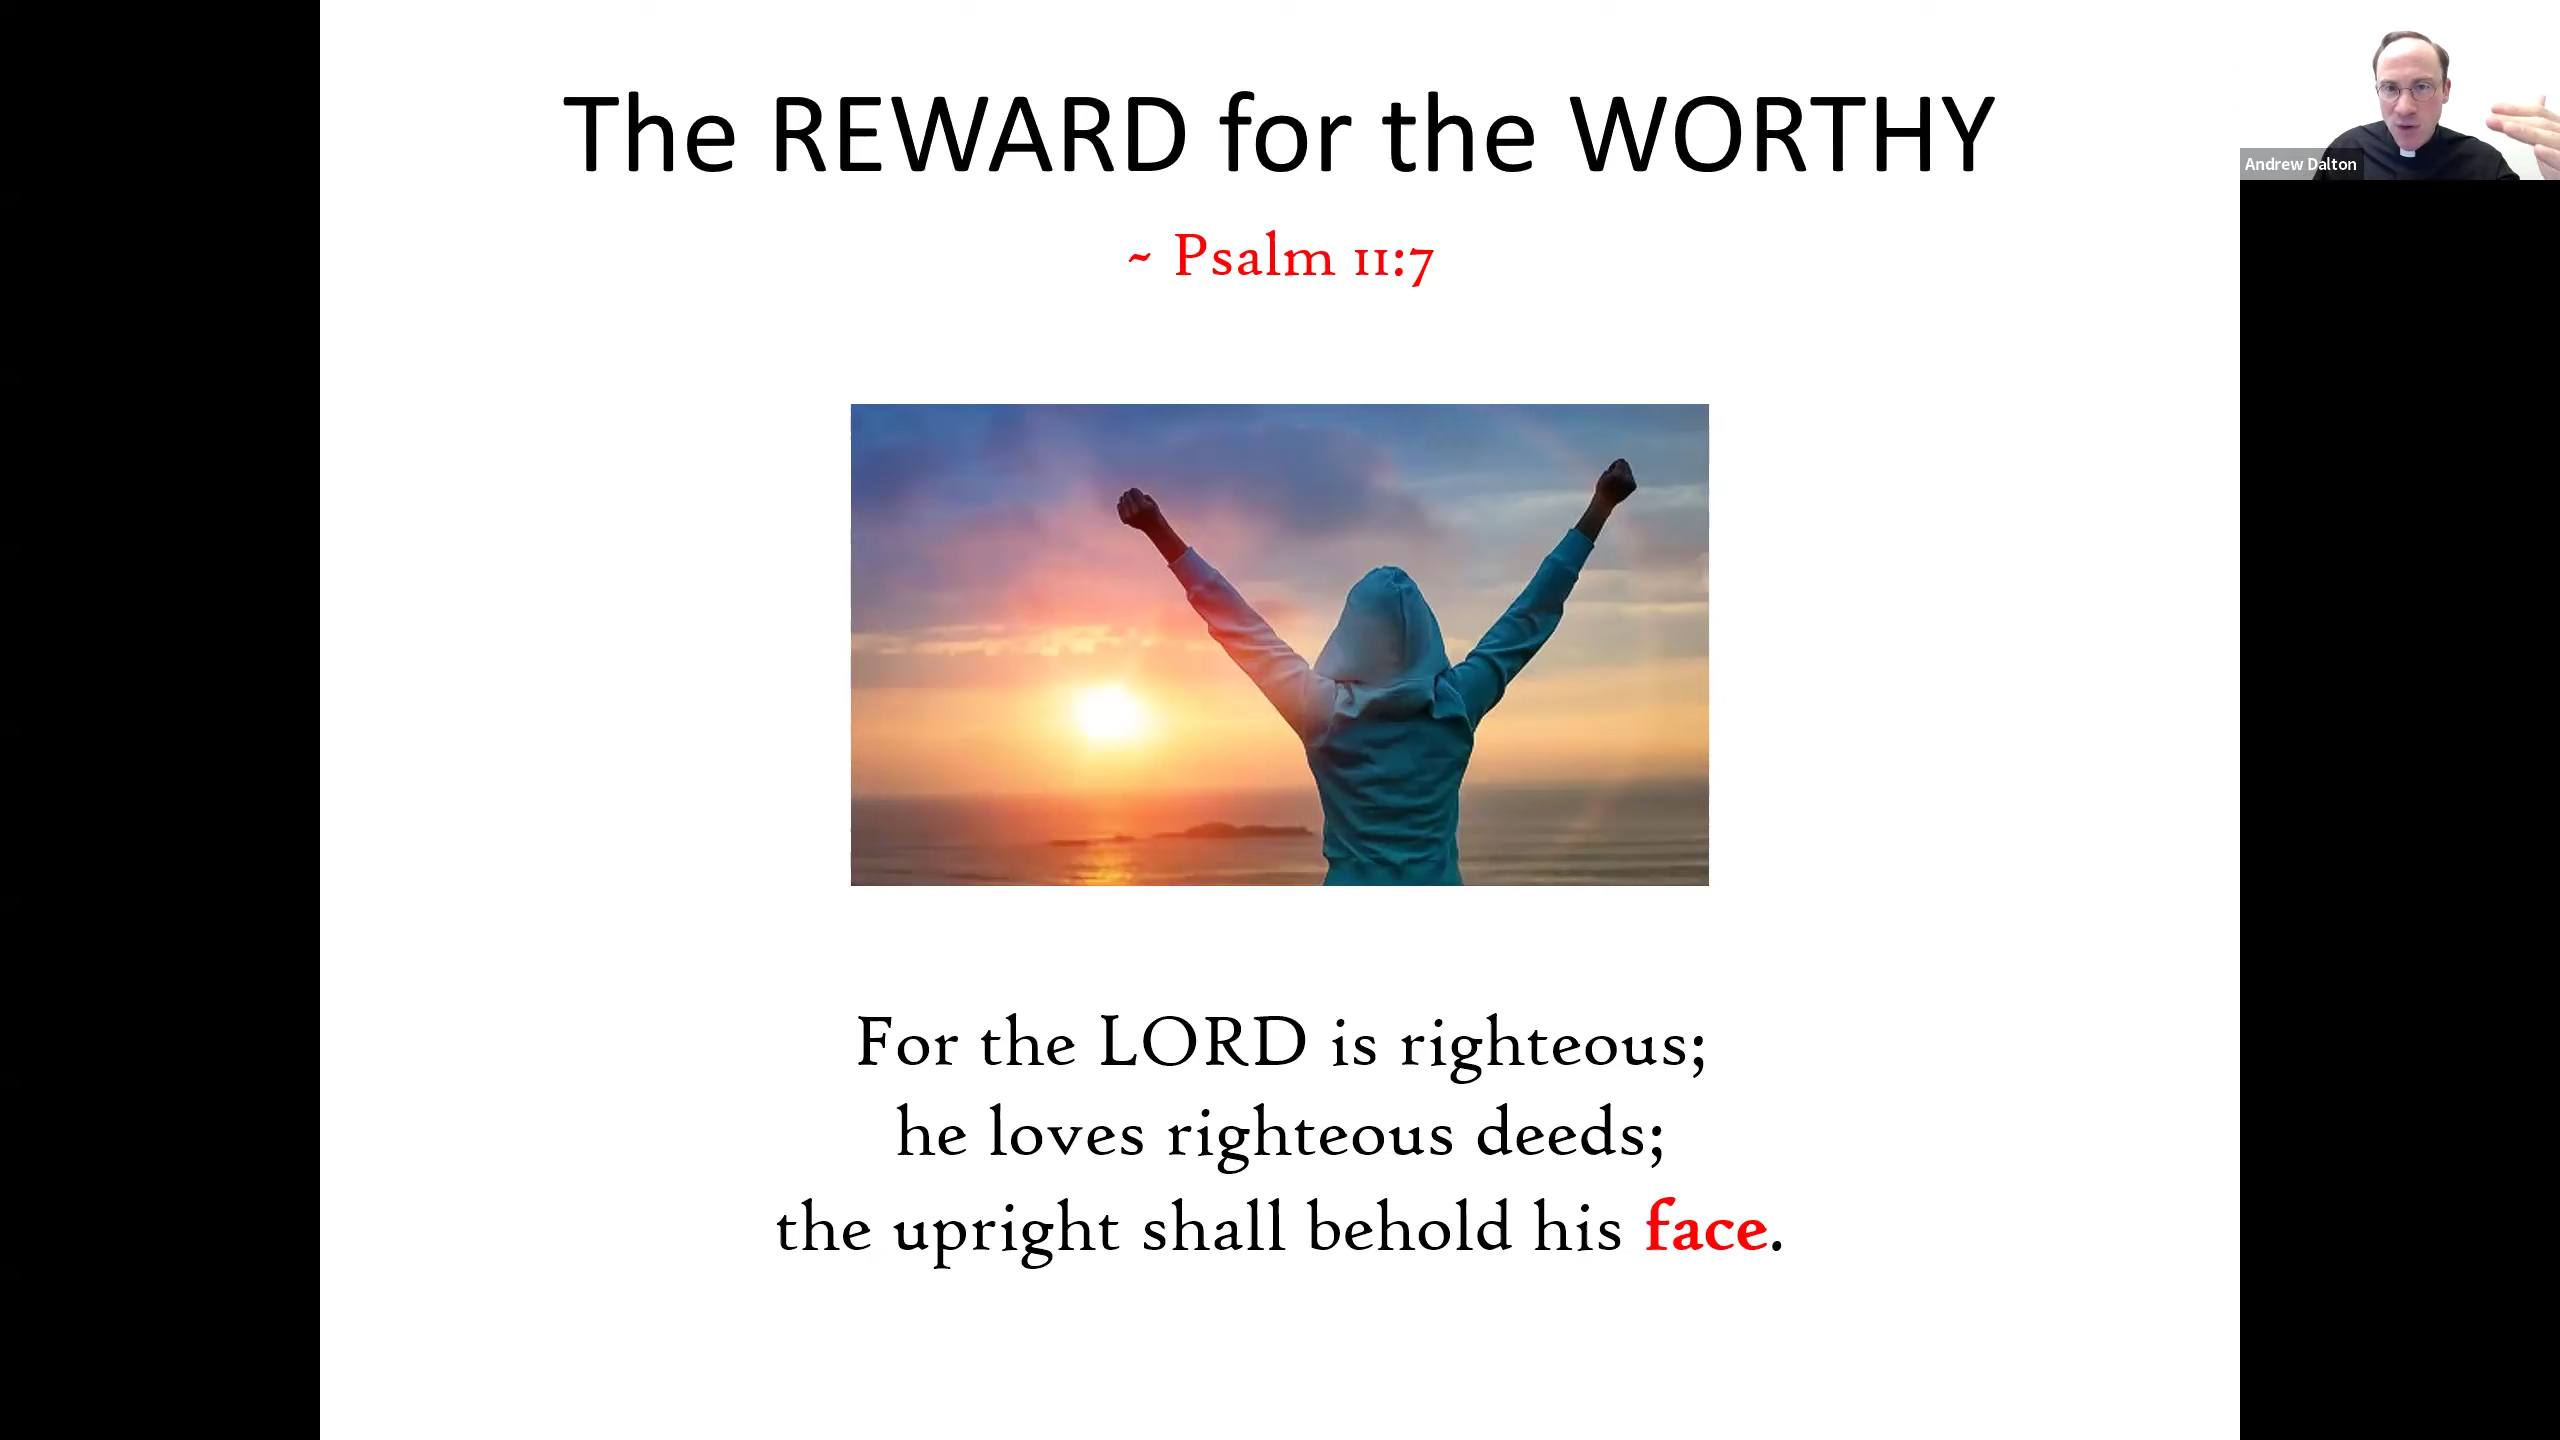 The REWARD for the WORTHY
~ Psalm 11:7
Andrew Dalton
For the LORD is righteous;
he loves righteous deeds;
the upright shall behold his face.